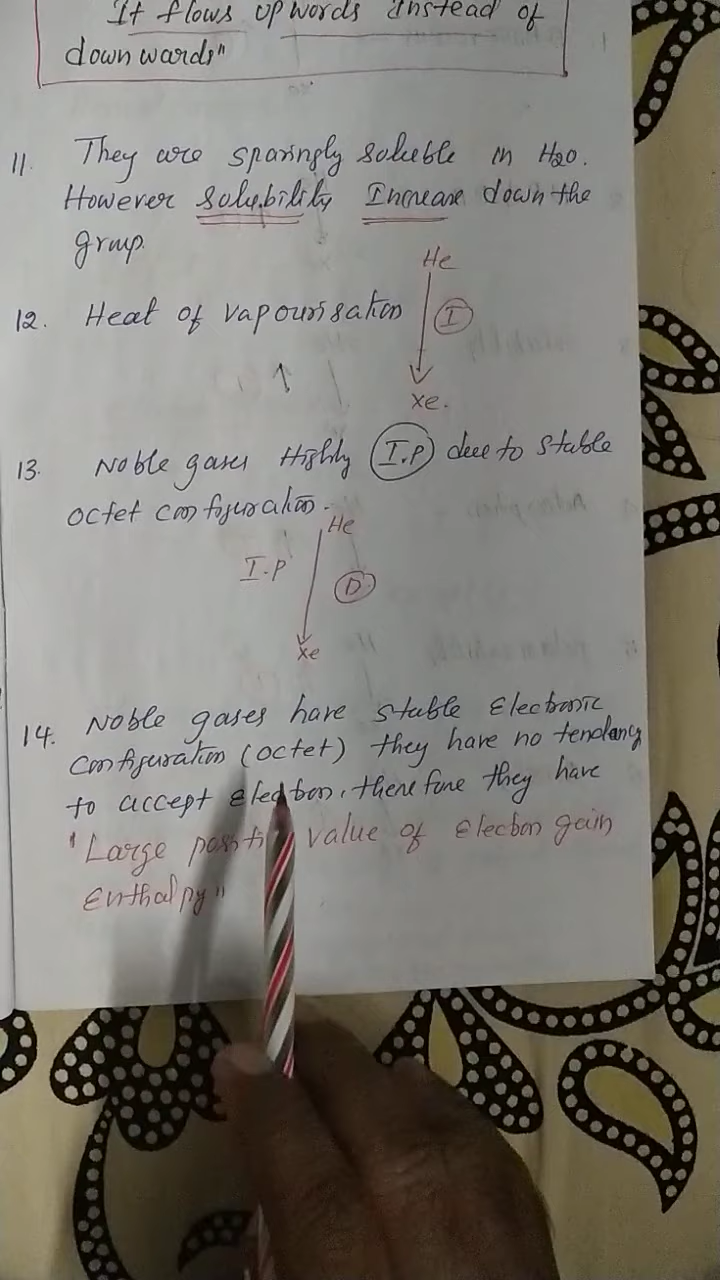 It flows upwords instead of
downwards"
11. They are sparingly soluble in H2O.
However solubility Increase down the
group.
He
12. Heat of vapourisation I
↑
Xe.
13. Noble gases Highly I.P due to stable
octet configuration.
He
I.P D
Xe
14. Noble gases have stable Electronic
configuration (octet) they have no tendancy
to accept electron, therefore they have
"Large positive value of electron gain
Enthalpy"